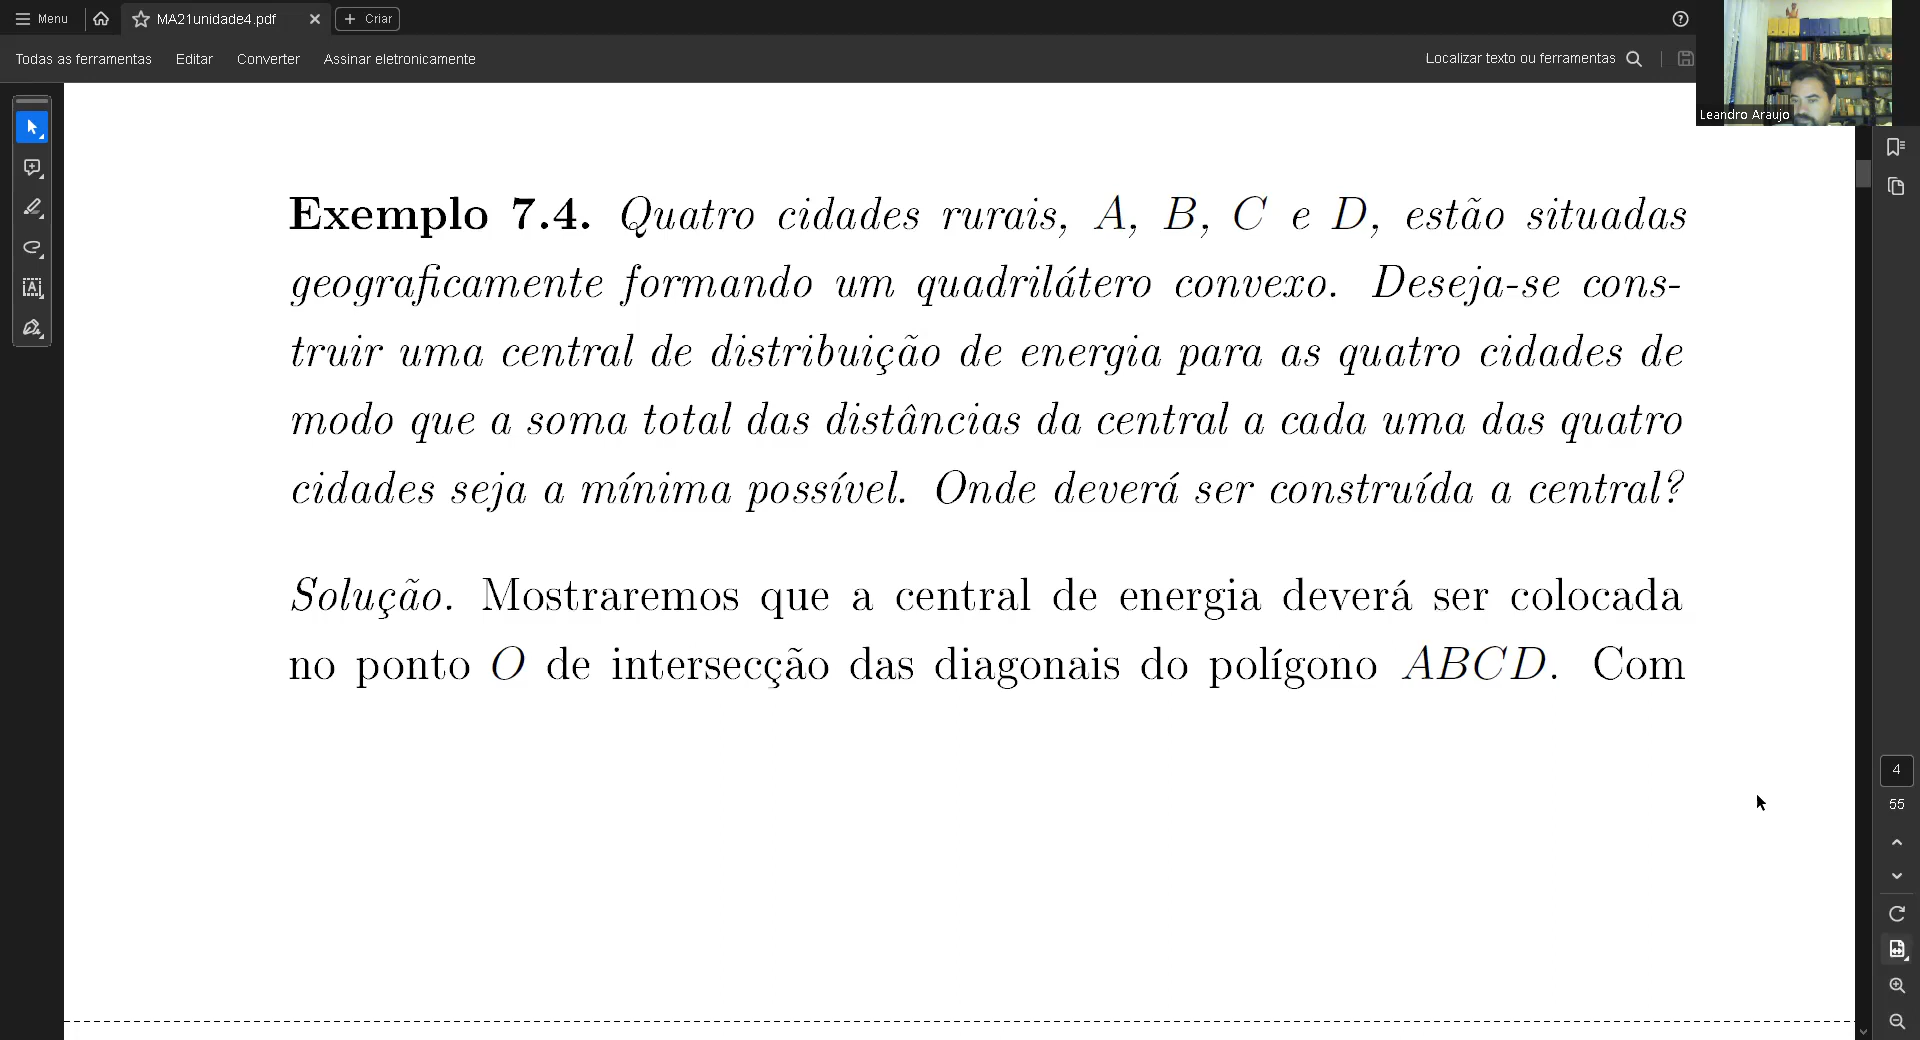 Menu
MA21unidade4.pdf
Criar
Todas as ferramentas Editar Converter Assinar eletronicamente
Localizar texto ou ferramentas
Leandro Araujo
Exemplo 7.4. Quatro cidades rurais, A, B, C e D, estão situadas
geograficamente formando um quadrilátero convexo. Deseja-se cons-
truir uma central de distribuição de energia para as quatro cidades de
modo que a soma total das distâncias da central a cada uma das quatro
cidades seja a mínima possível. Onde deverá ser construída a central?
Solução. Mostraremos que a central de energia deverá ser colocada
no ponto O de intersecção das diagonais do polígono ABCD. Com
4
55